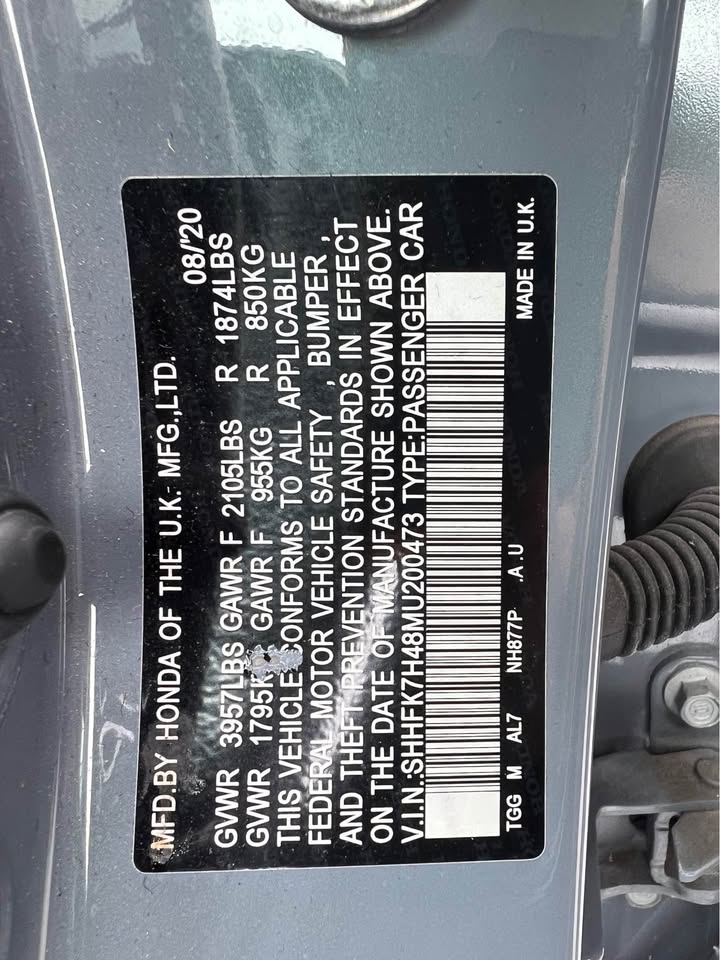 MFD.BY HONDA OF THE U.K. MFG.,LTD. 08/'20
GVWR 3957LBS GAWR F 2105LBS R 1874LBS
GVWR 1795K GAWR F 955KG R 850KG
THIS VEHICLE CONFORMS TO ALL APPLICABLE
FEDERAL MOTOR VEHICLE SAFETY , BUMPER ,
AND THEFT PREVENTION STANDARDS IN EFFECT
ON THE DATE OF MANUFACTURE SHOWN ABOVE.
V.I.N.:SHHFK7H48MU200473 TYPE:PASSENGER CAR
TGG M AL7 NH877P .A.U MADE IN U.K.